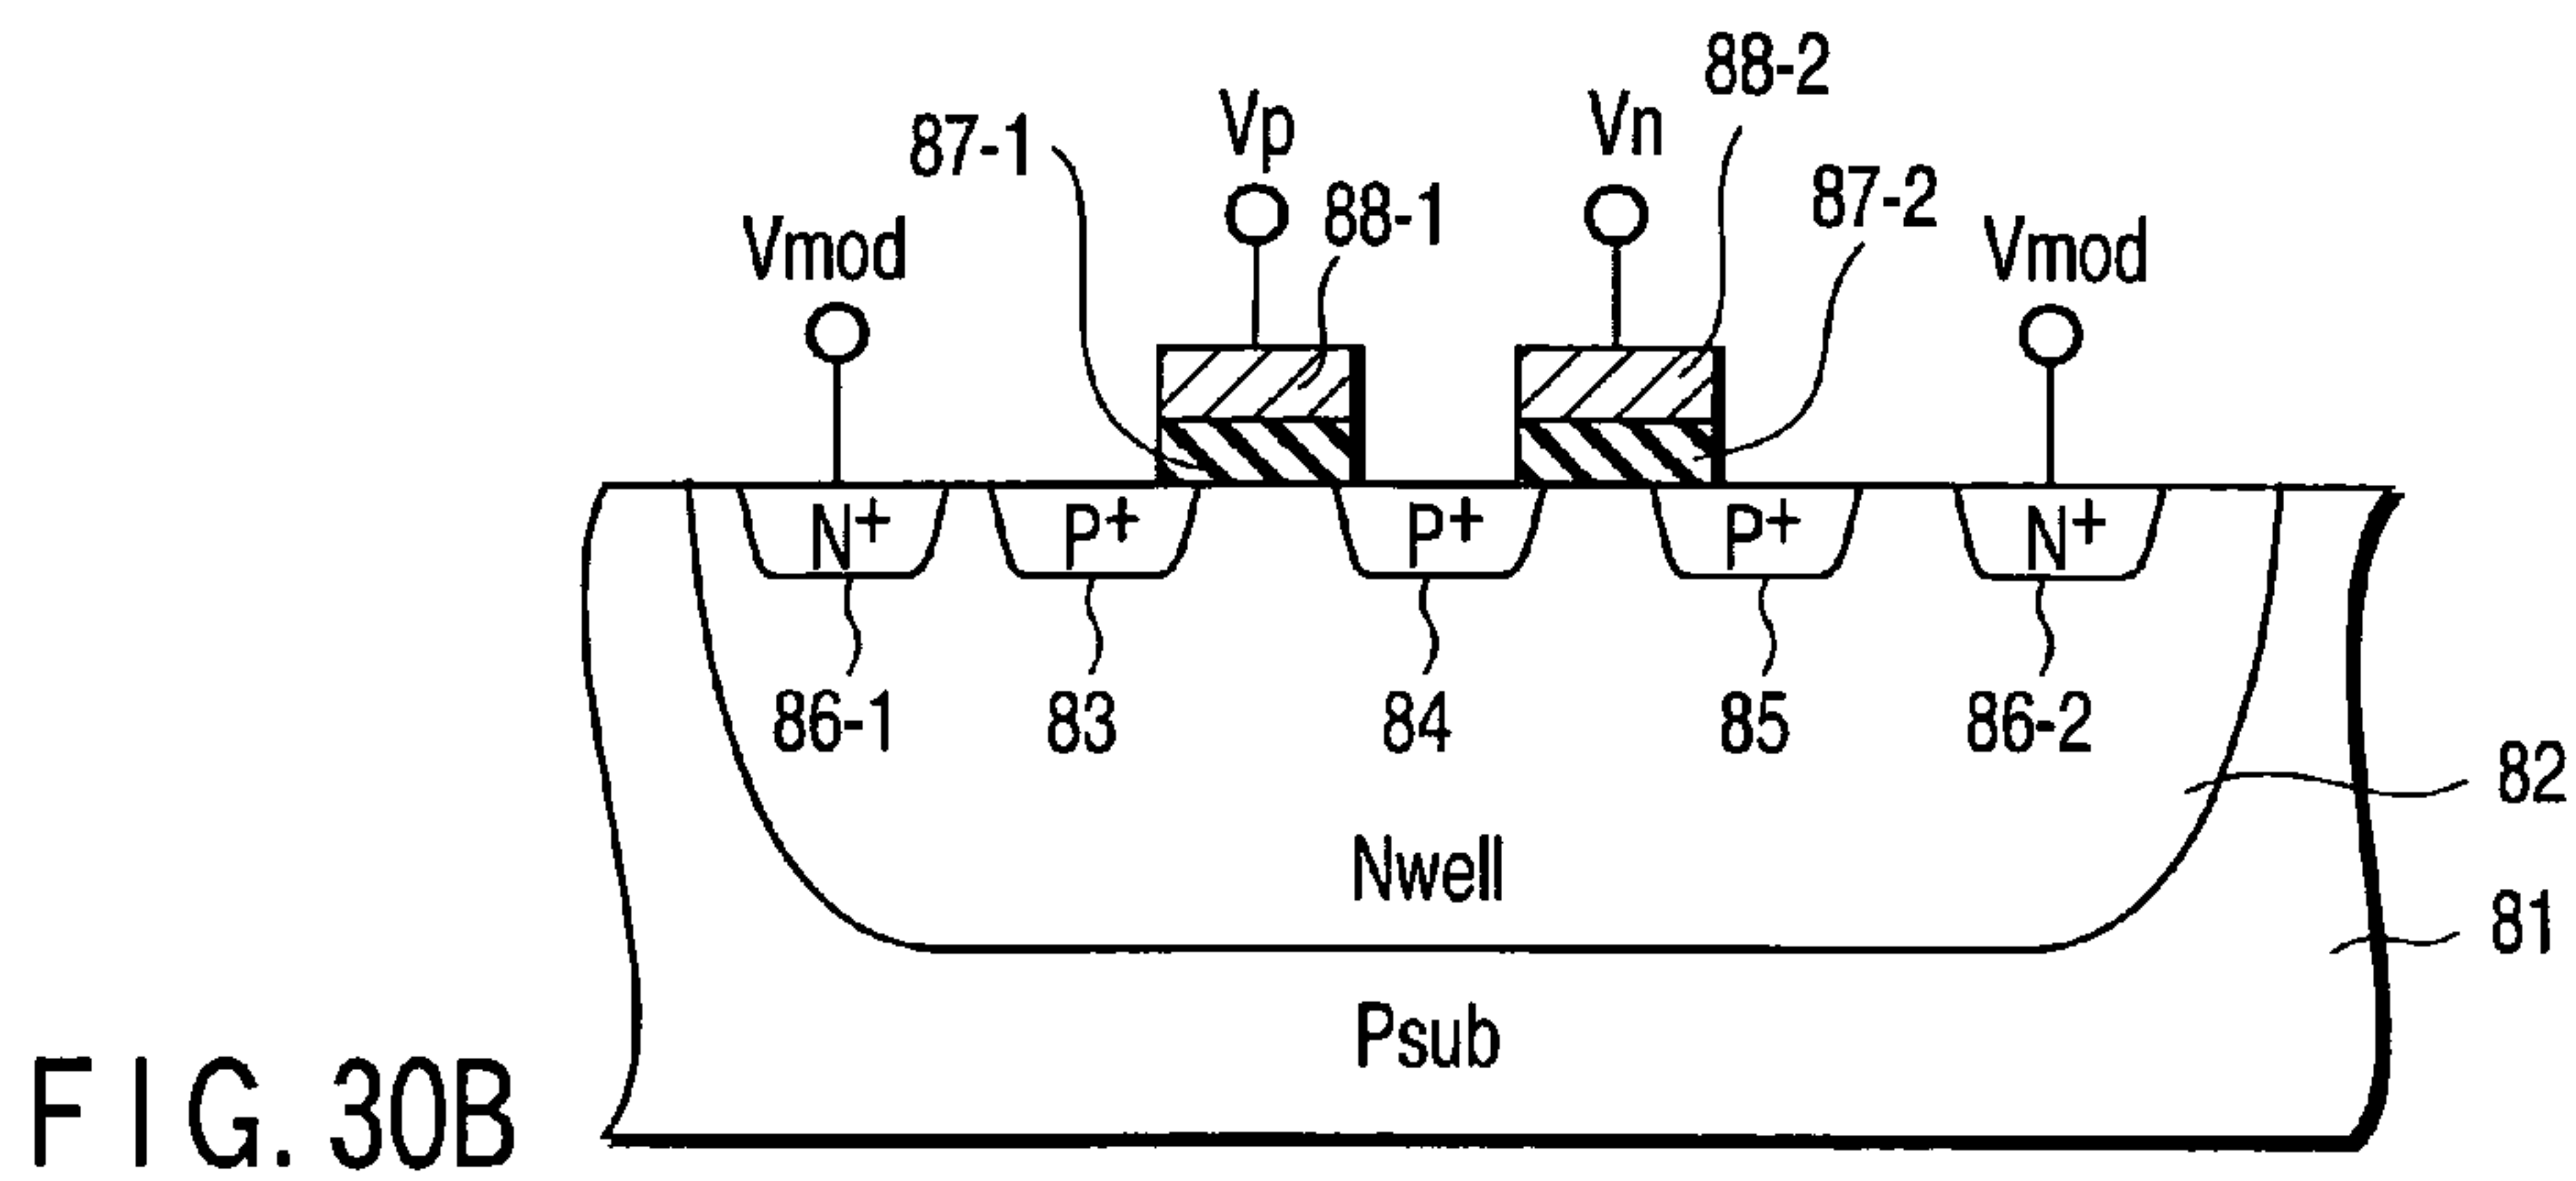 88-2
87-1 Vp Vn
88-1 87-2
Vmod Vmod
N+ P+ P+ P+ N+
86-1 83 84 85 86-2
82
Nwell
81
Psub
FIG. 30B